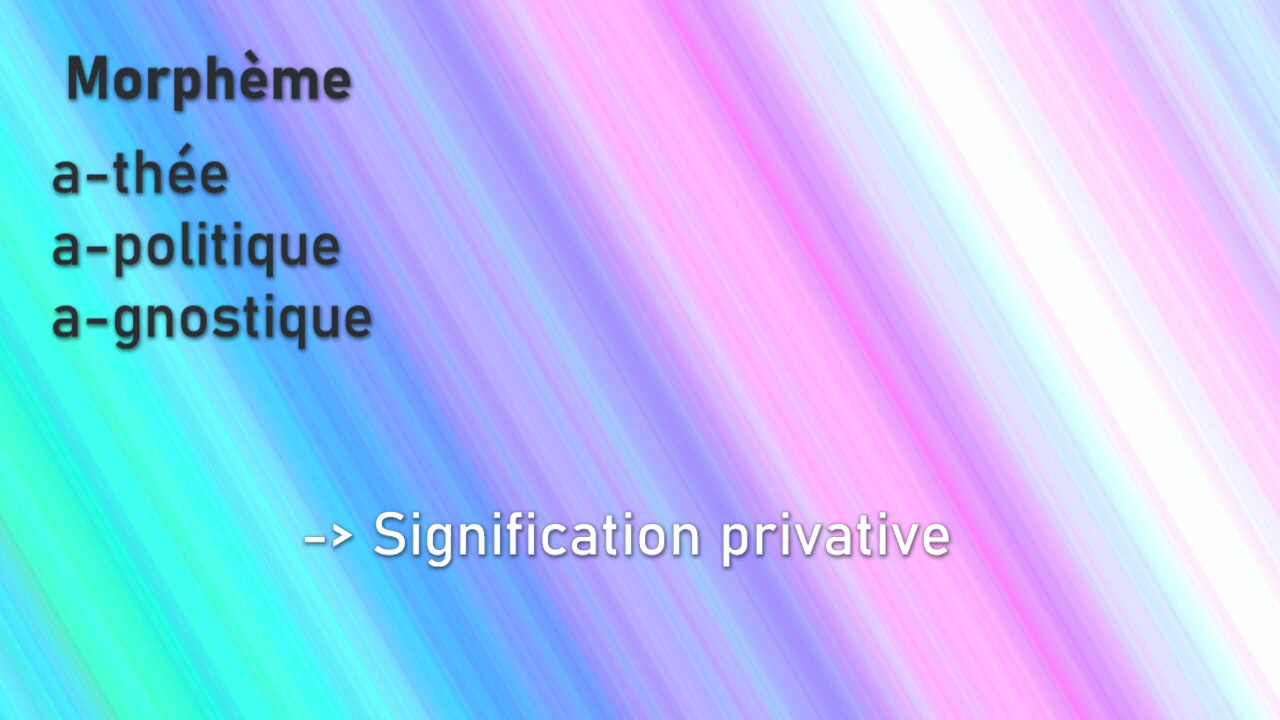 Morphème
a-thée
a-politique
a-gnostique
-> Signification privative